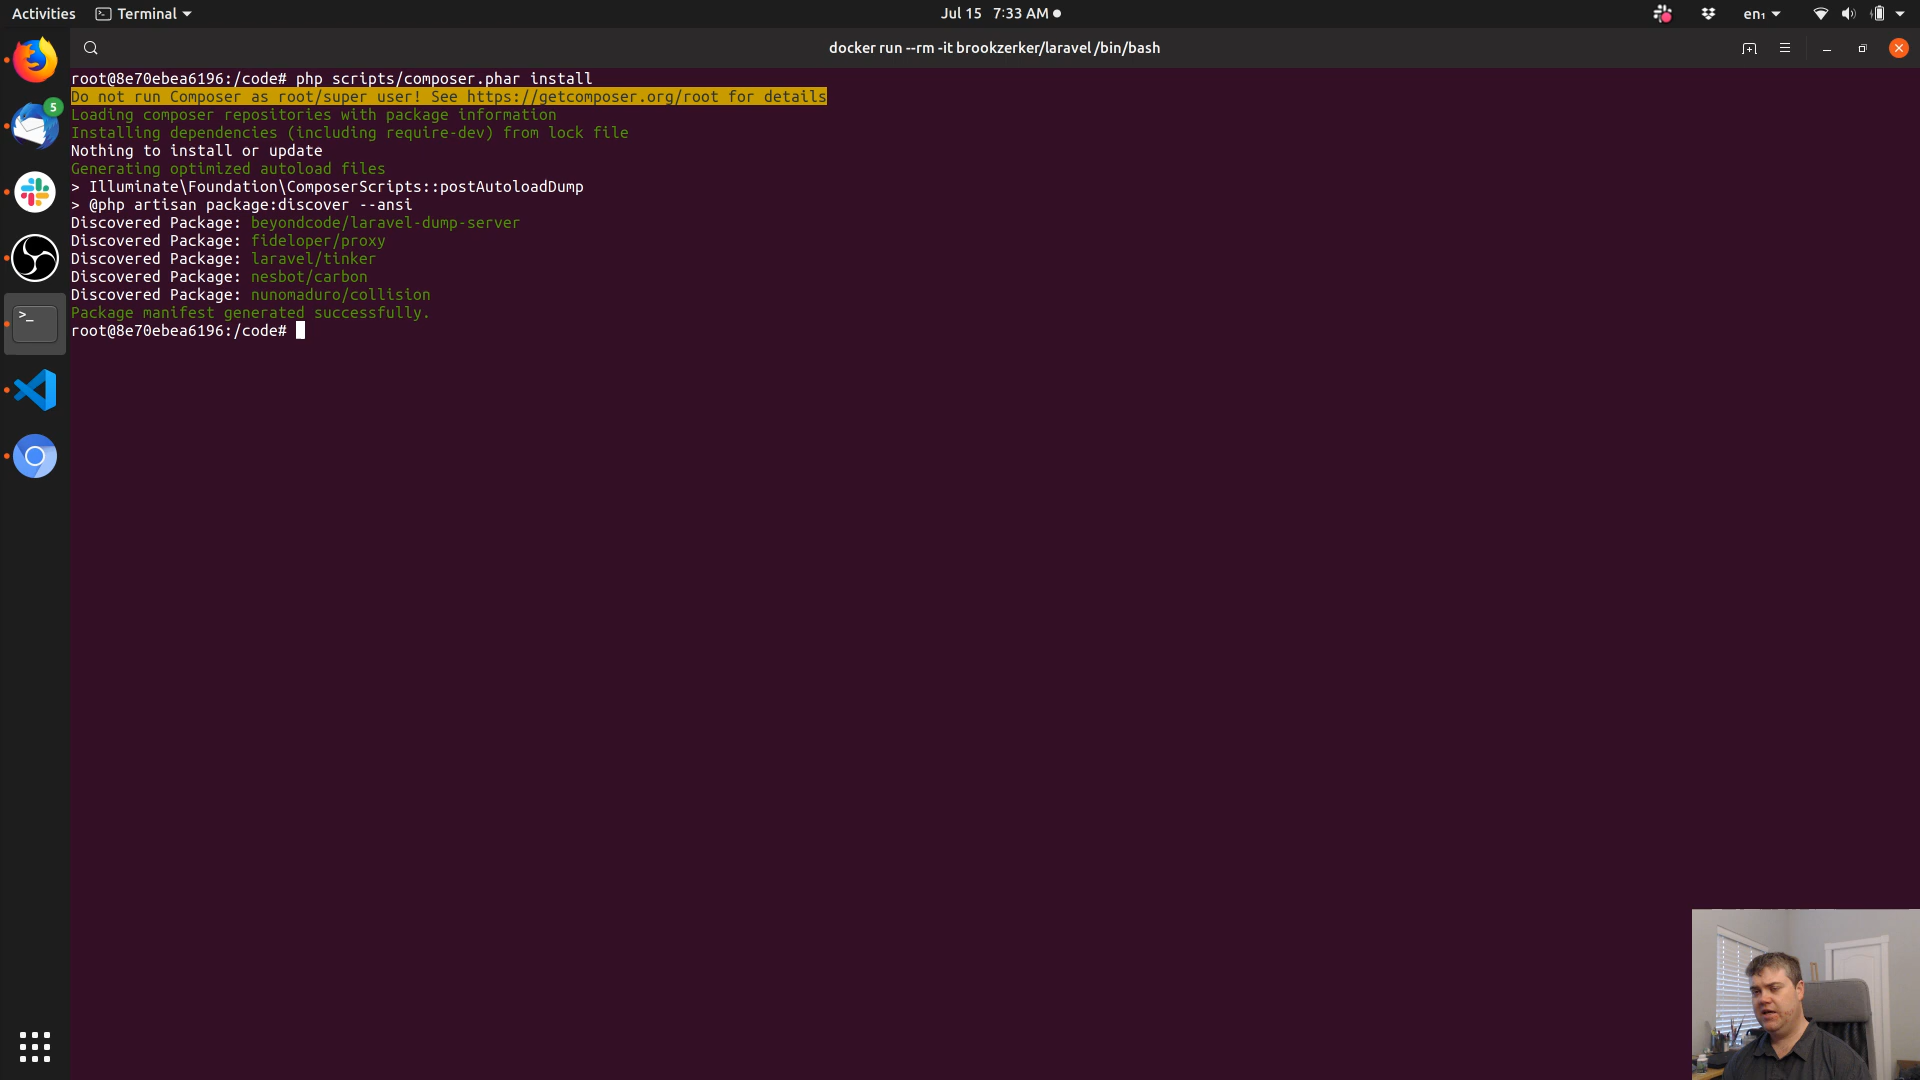 Activities
Terminal
Jul 15 7:33 AM
en₁
docker run --rm -it brookzerker/laravel /bin/bash
5
>_
root@8e70ebea6196:/code# php scripts/composer.phar install
Do not run Composer as root/super user! See https://getcomposer.org/root for details
Loading composer repositories with package information
Installing dependencies (including require-dev) from lock file
Nothing to install or update
Generating optimized autoload files
> Illuminate\Foundation\ComposerScripts::postAutoloadDump
> @php artisan package:discover --ansi
Discovered Package: beyondcode/laravel-dump-server
Discovered Package: fideloper/proxy
Discovered Package: laravel/tinker
Discovered Package: nesbot/carbon
Discovered Package: nunomaduro/collision
Package manifest generated successfully.
root@8e70ebea6196:/code#